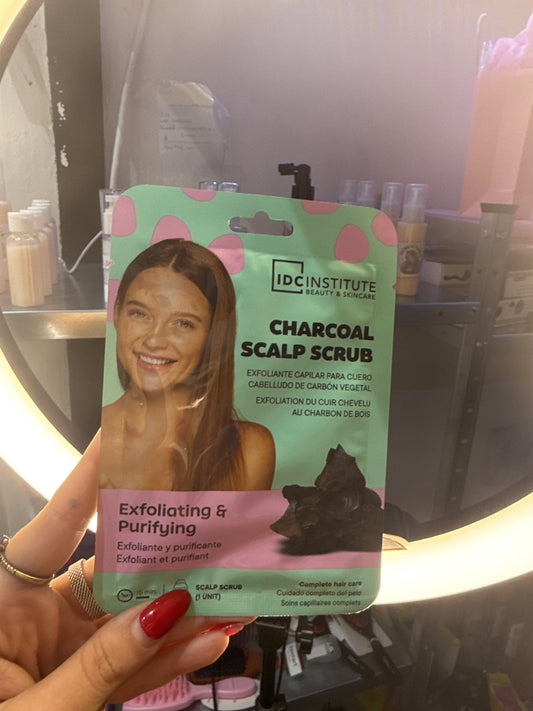 IDC INSTITUTE
BEAUTY & SKINCARE
CHARCOAL
SCALP SCRUB
EXFOLIANTE CAPILAR PARA CUERO
CABELLUDO DE CARBÓN VEGETAL
EXFOLIATION DU CUIR CHEVELU
AU CHARBON DE BOIS
Exfoliating &
Purifying
Exfoliante y purificante
Exfoliant et purifiant
15 min.
SCALP SCRUB
(1 UNIT)
Complete hair care
Cuidado completo del pelo
Soins capillaires complets